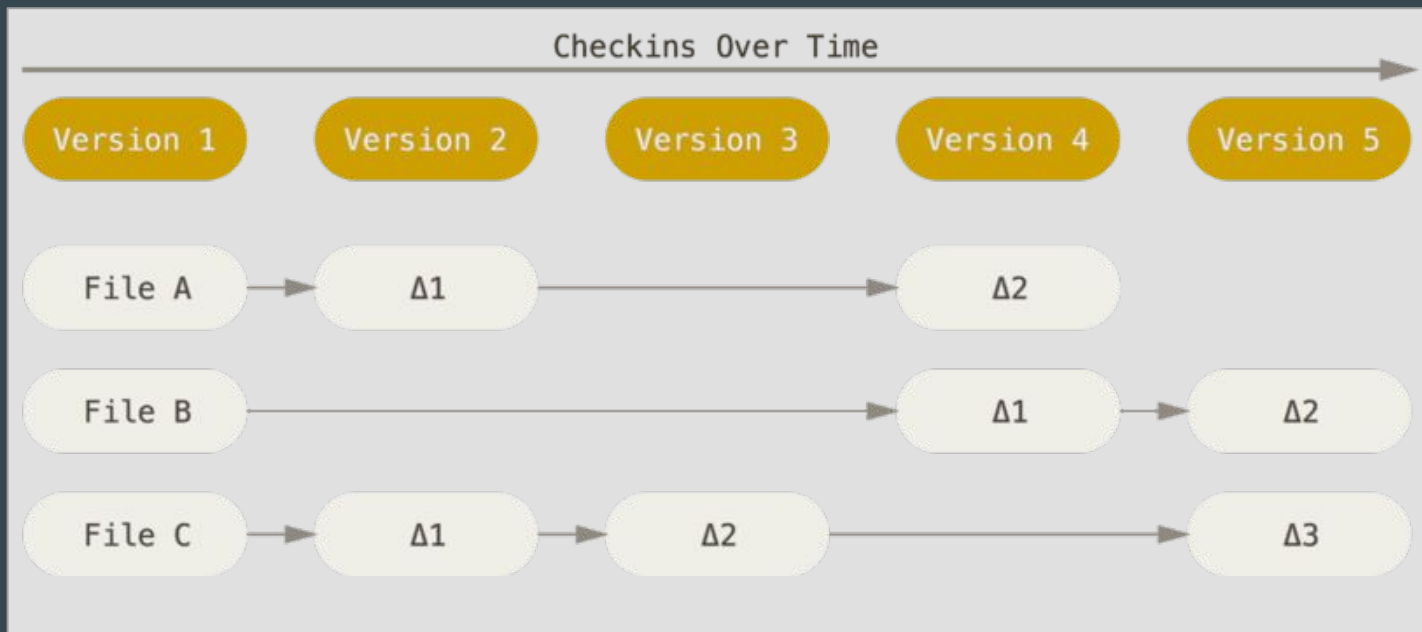 Checkins Over Time
Version 1 Version 2 Version 3 Version 4 Version 5
File A Δ1 Δ2
File B Δ1 Δ2
File C Δ1 Δ2 Δ3